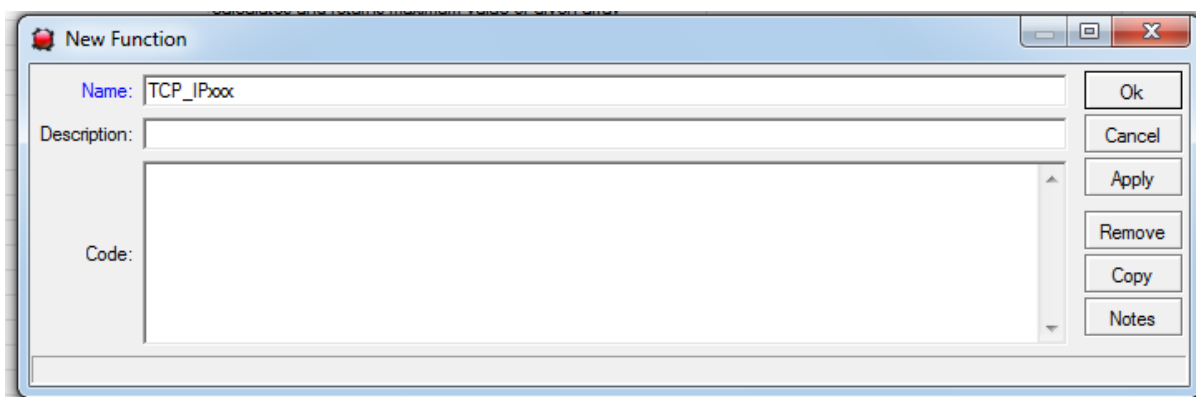 New Function
Name: TCP_IPxxx
Ok
Description:
Cancel
Apply
Code:
Remove
Copy
Notes